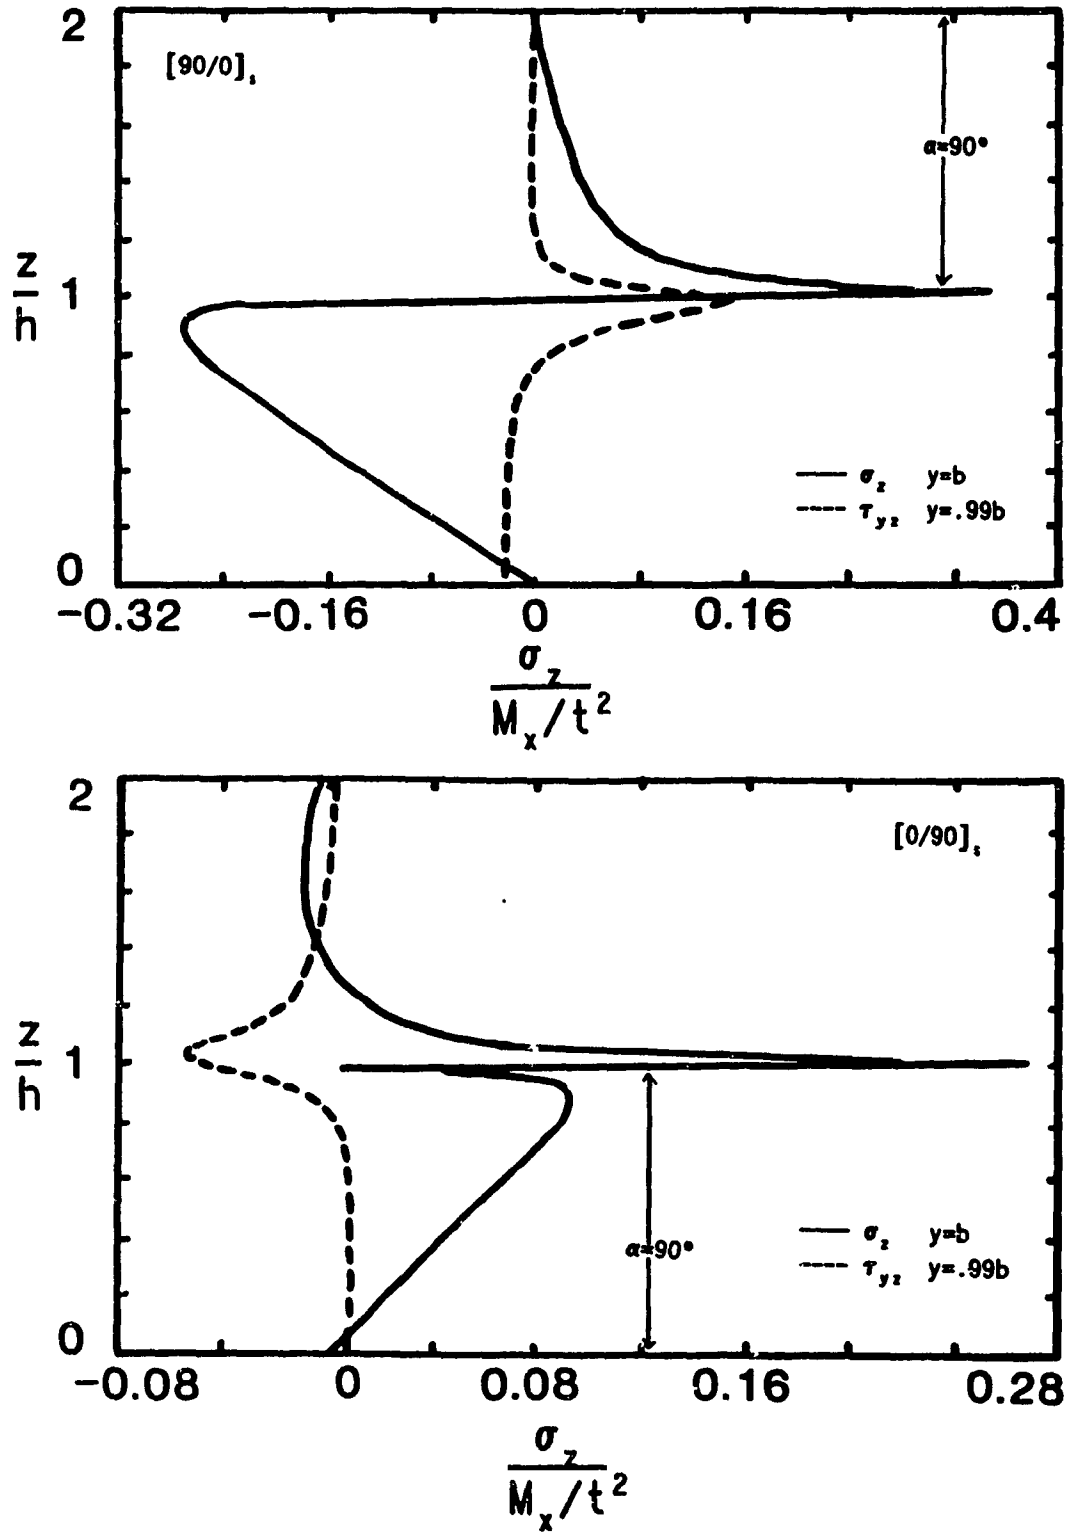 2
[90/0]s
α=90°
z
h
1
σz y=b
τyz y=.99b
0
−0.32 −0.16 0 0.16 0.4
σz
Mx/t²
2
[0/90]s
z
h
1
α=90°
σz y=b
τyz y=.99b
0
−0.08 0 0.08 0.16 0.28
σz
Mx/t²